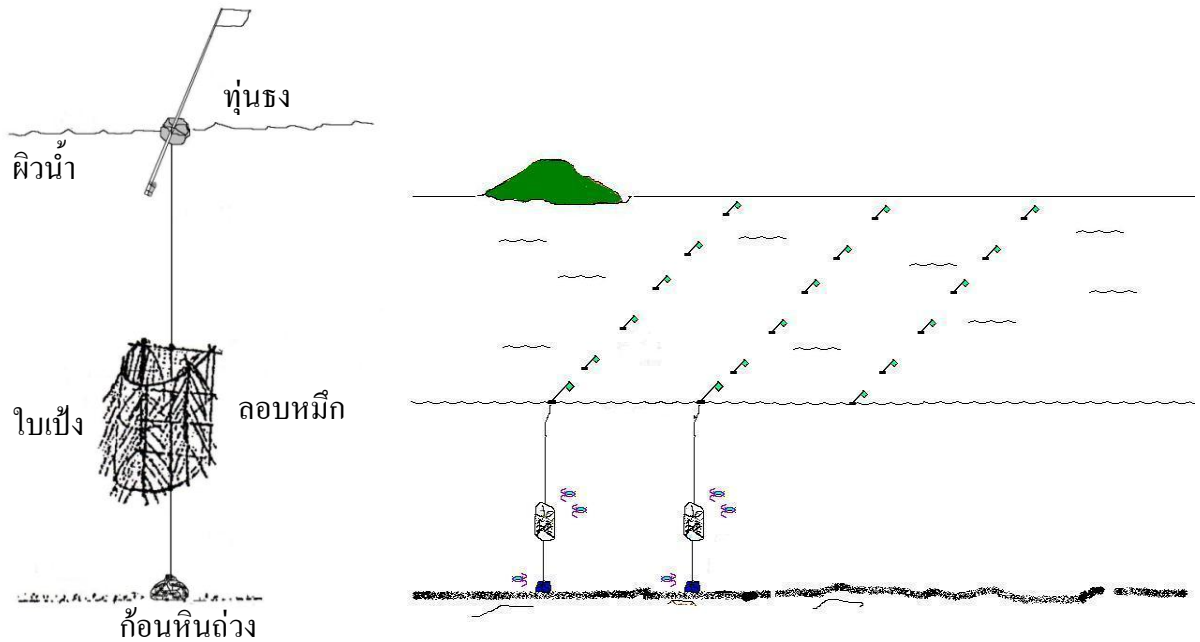 ทุ่นธง
ผิวน้ำ
ใบเป้ง
ลอบหมึก
ก้อนหินถ่วง